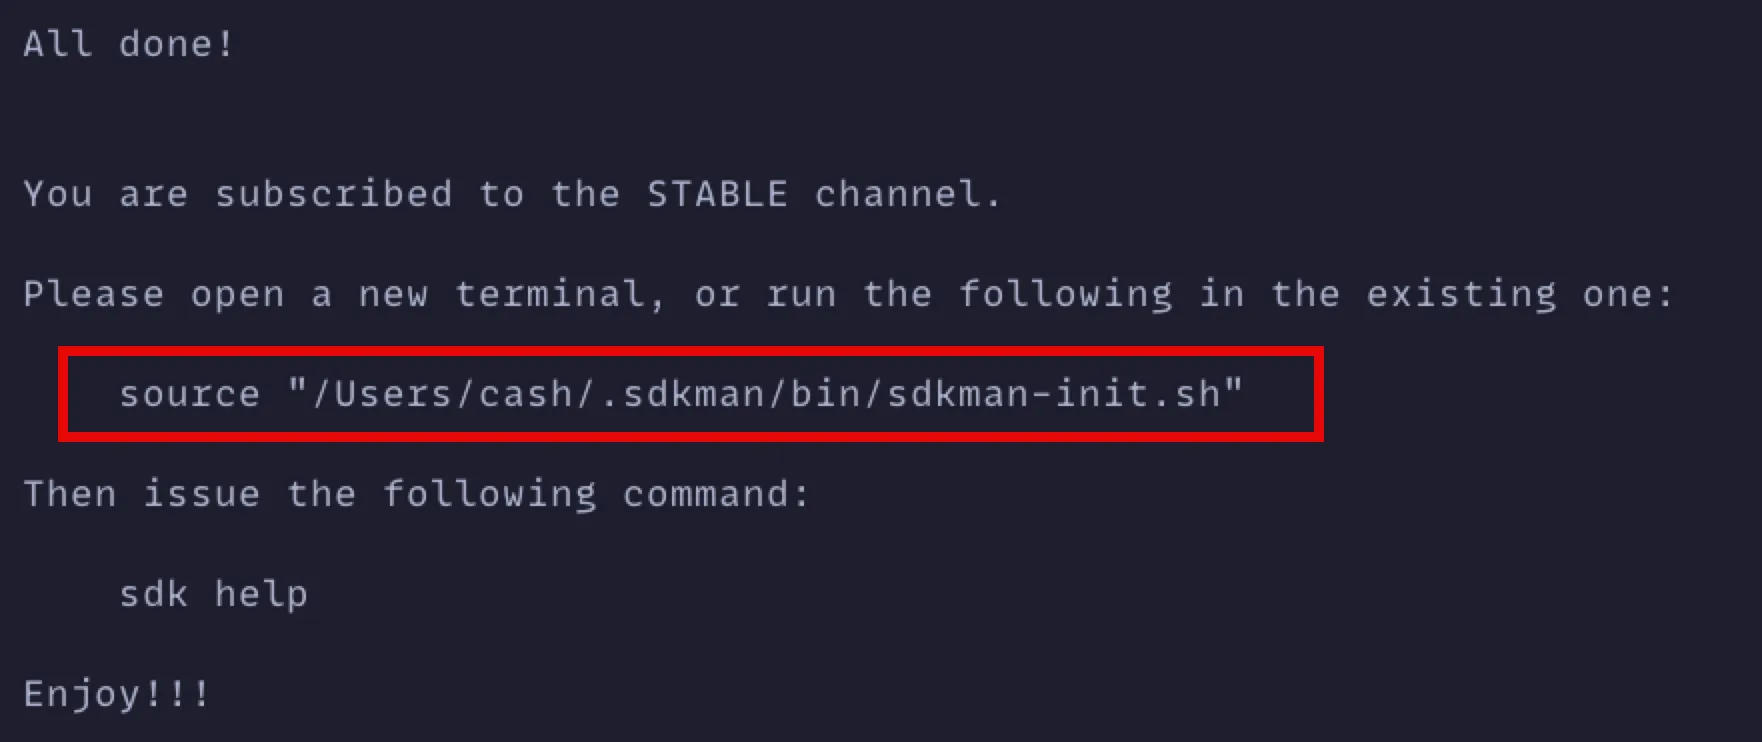 All done!
You are subscribed to the STABLE channel.
Please open a new terminal, or run the following in the existing one:
source "/Users/cash/.sdkman/bin/sdkman-init.sh"
Then issue the following command:
sdk help
Enjoy!!!